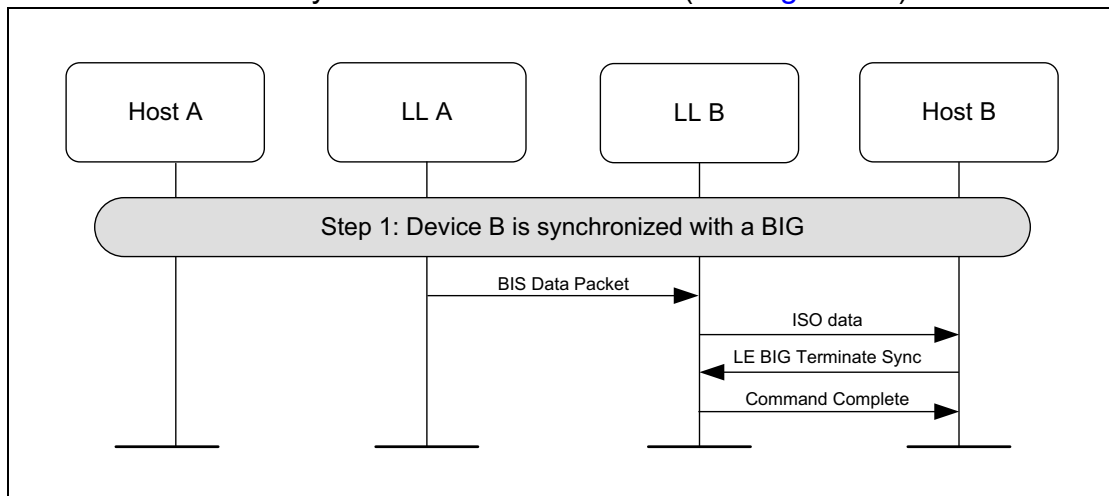 Host A
LL A
LL B
Host B
Step 1: Device B is synchronized with a BIG
BIS Data Packet
ISO data
LE BIG Terminate Sync
Command Complete